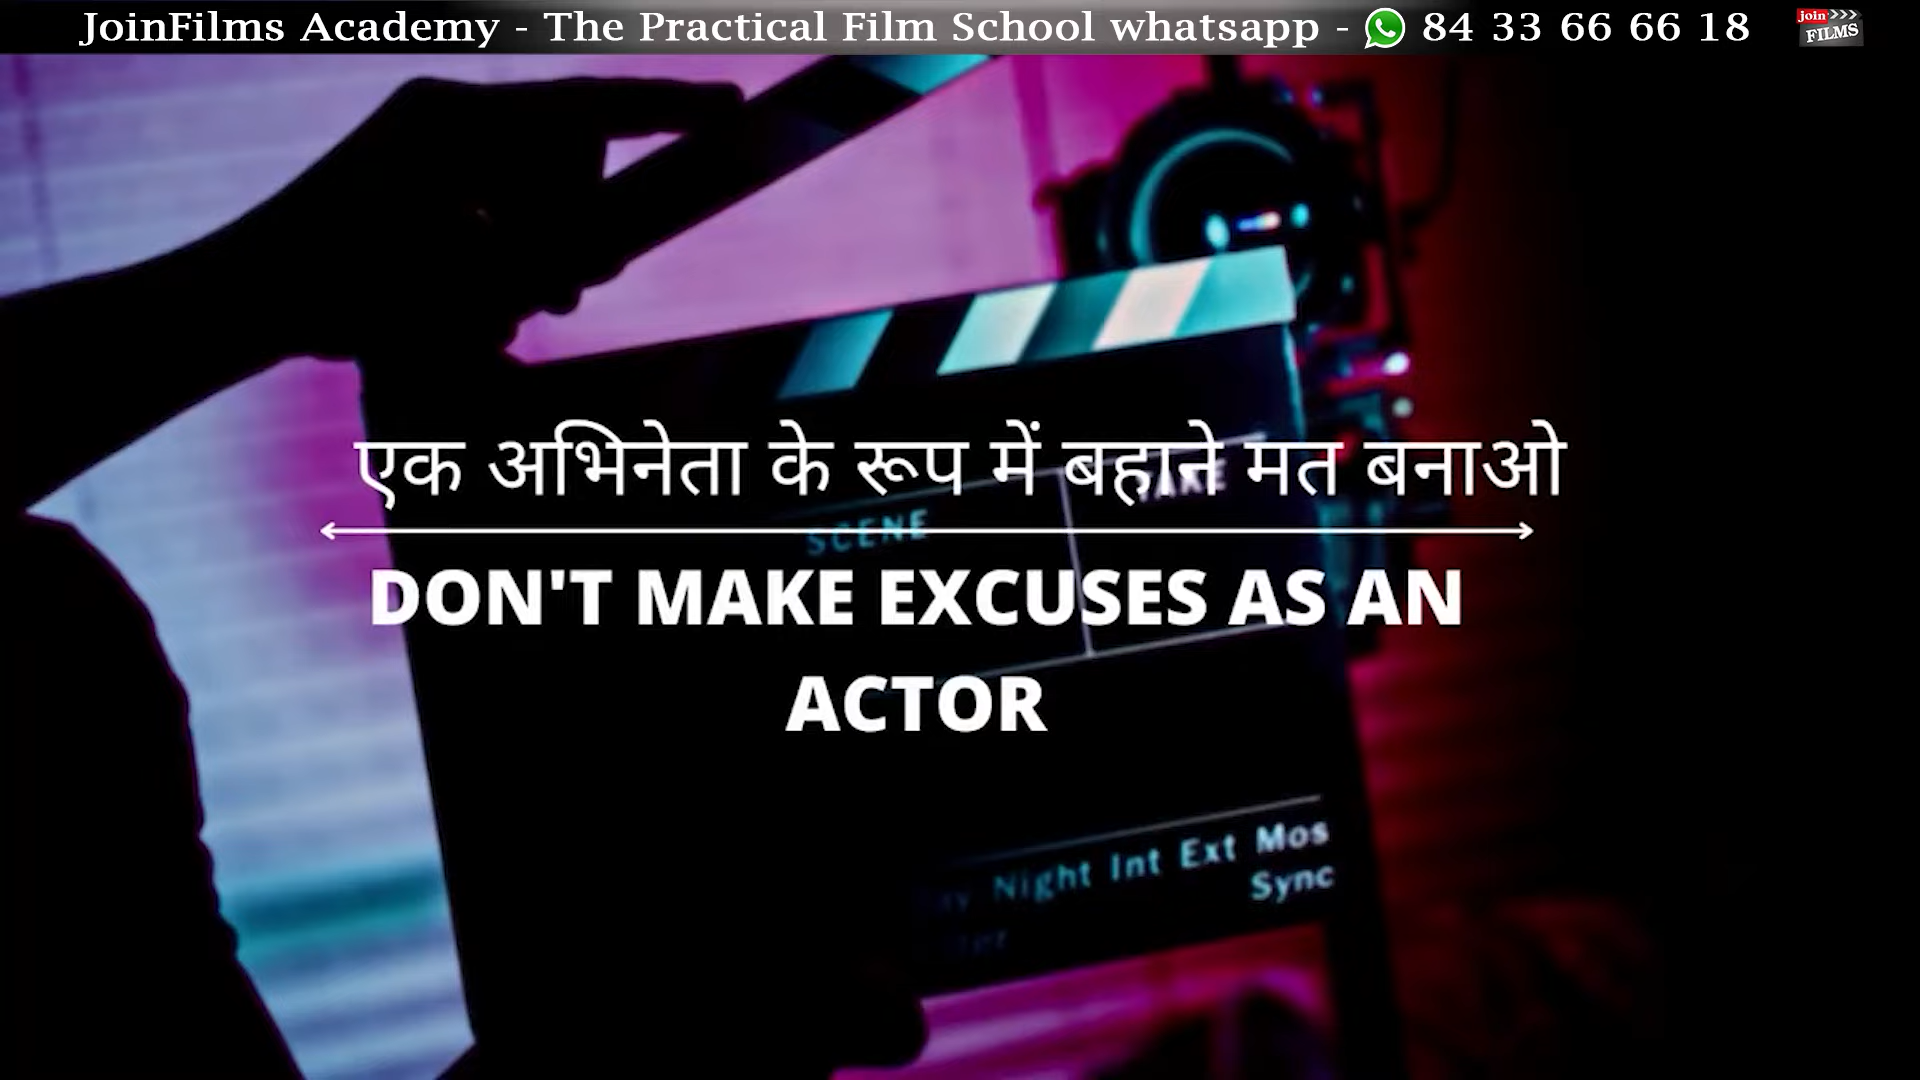 JoinFilms Academy - The Practical Film School whatsapp - 84 33 66 66 18
join
FILMS
एक अभिनेता के रूप में बहाने मत बनाओ
TAKE
SCENE
DON'T MAKE EXCUSES AS AN
ACTOR
Night Int Ext Mos
Sync